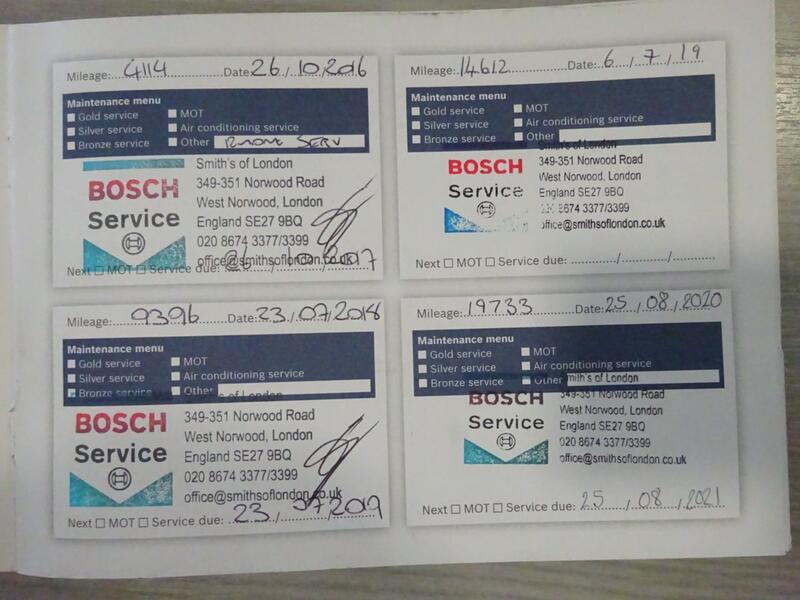 Mileage: 4114 Date: 26/10/2016
Maintenance menu
Gold service MOT
Silver service Air conditioning service
Bronze service Other
Smith's of London
BOSCH
349-351 Norwood Road
West Norwood, London
Service
England SE27 9BQ
020 8674 3377/3399
office@smithsoflondon.co.uk
Next MOT Service due: 2017
Mileage: 14612 Date: 6/7/19
Maintenance menu
Gold service MOT
Silver service Air conditioning service
Bronze service Other
Smith's of London
BOSCH
349-351 Norwood Road
West Norwood, London
Service
England SE27 9BQ
8674 3377/3399
office@smithsoflondon.co.uk
Next MOT Service due:
Mileage: 9396 Date: 23/07/2018
Maintenance menu
Gold service MOT
Silver service Air conditioning service
Bronze service Other
s of London
BOSCH
349-351 Norwood Road
West Norwood, London
Service
England SE27 9BQ
020 8674 3377/3399
office@smithsoflondon.co.uk
Next MOT Service due: 23/07/2019
Mileage: 19733 Date: 25/08/2020
Maintenance menu
Gold service MOT
Silver service Air conditioning service
Bronze service Other
mith's of London
BOSCH
349-351 Norwood Road
West Norwood, London
Service
England SE27 9BQ
020 8674 3377/3399
office@smithsoflondon.co.uk
Next MOT Service due: 25/08/2021